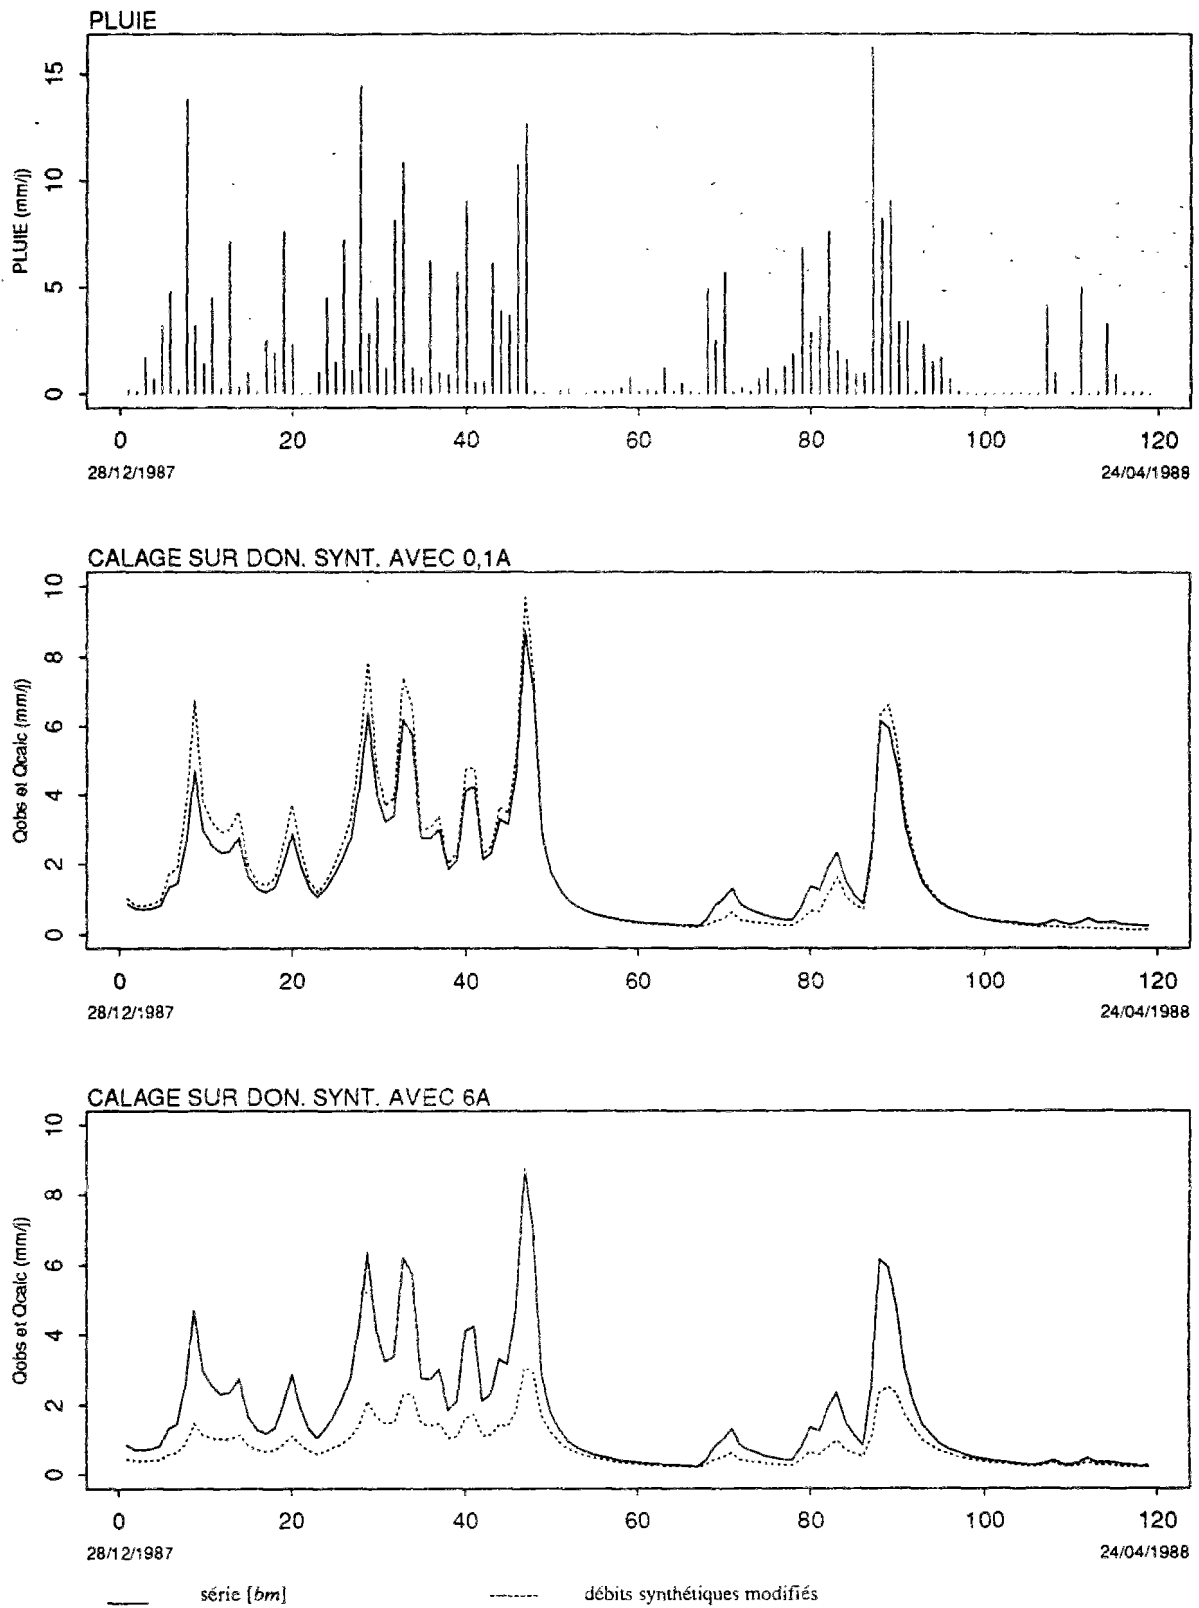 PLUIE
PLUIE (mm/j)
15
10
5
0
0 20 40 60 80 100 120
28/12/1987 24/04/1988
CALAGE SUR DON. SYNT. AVEC 0,1A
Qobs et Qcalc (mm/j)
10
8
6
4
2
0
0 20 40 60 80 100 120
28/12/1987 24/04/1988
CALAGE SUR DON. SYNT. AVEC 6A
Qobs et Qcalc (mm/j)
10
8
6
4
2
0
0 20 40 60 80 100 120
28/12/1987 24/04/1988
série [bm] débits synthétiques modifiés